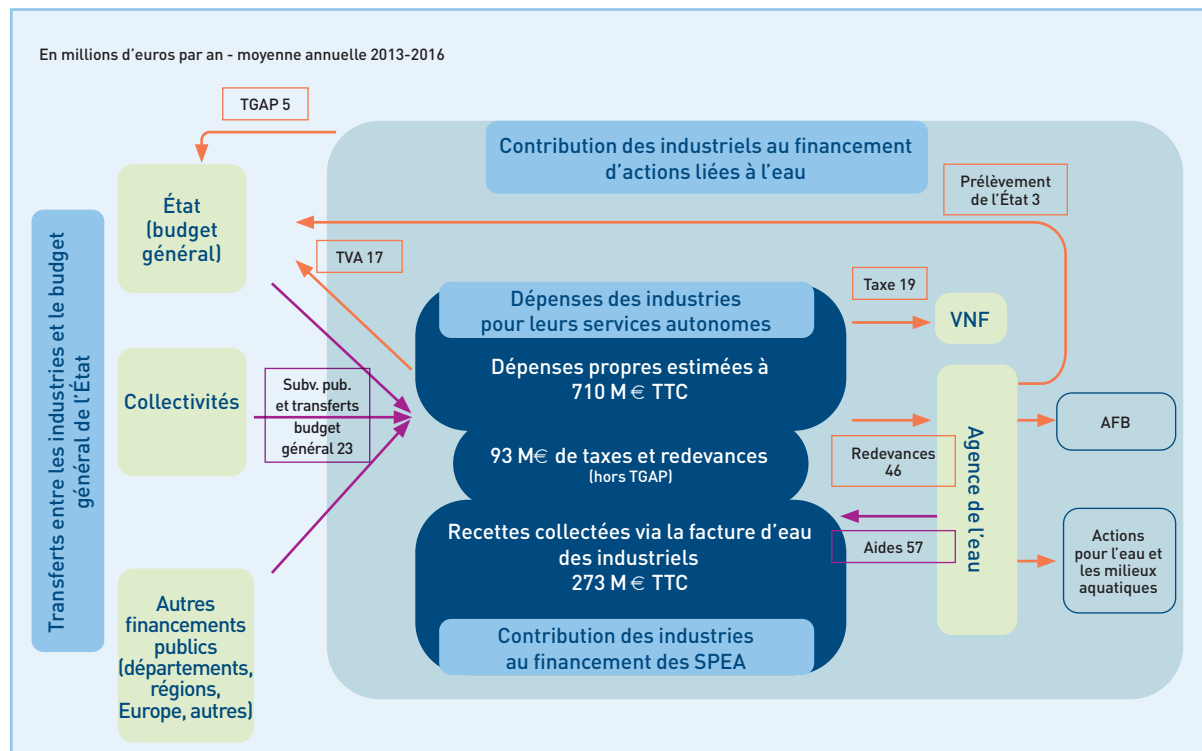 En millions d'euros par an - moyenne annuelle 2013-2016
TGAP 5
Contribution des industriels au financement
d'actions liées à l'eau
Prélèvement
de l'État 3
Transferts entre les industries et le budget
général de l'État
État
(budget
général)
TVA 17
Taxe 19
VNF
Dépenses des industries
pour leurs services autonomes
Dépenses propres estimées à
710 M € TTC
Collectivités
Subv. pub.
et transferts
budget
général 23
93 M€ de taxes et redevances
(hors TGAP)
Redevances
46
Agence de l'eau
AFB
Recettes collectées via la facture d'eau
des industriels
273 M € TTC
Aides 57
Actions
pour l'eau et
les milieux
aquatiques
Autres
financements
publics
(départements,
régions,
Europe, autres)
Contribution des industries
au financement des SPEA